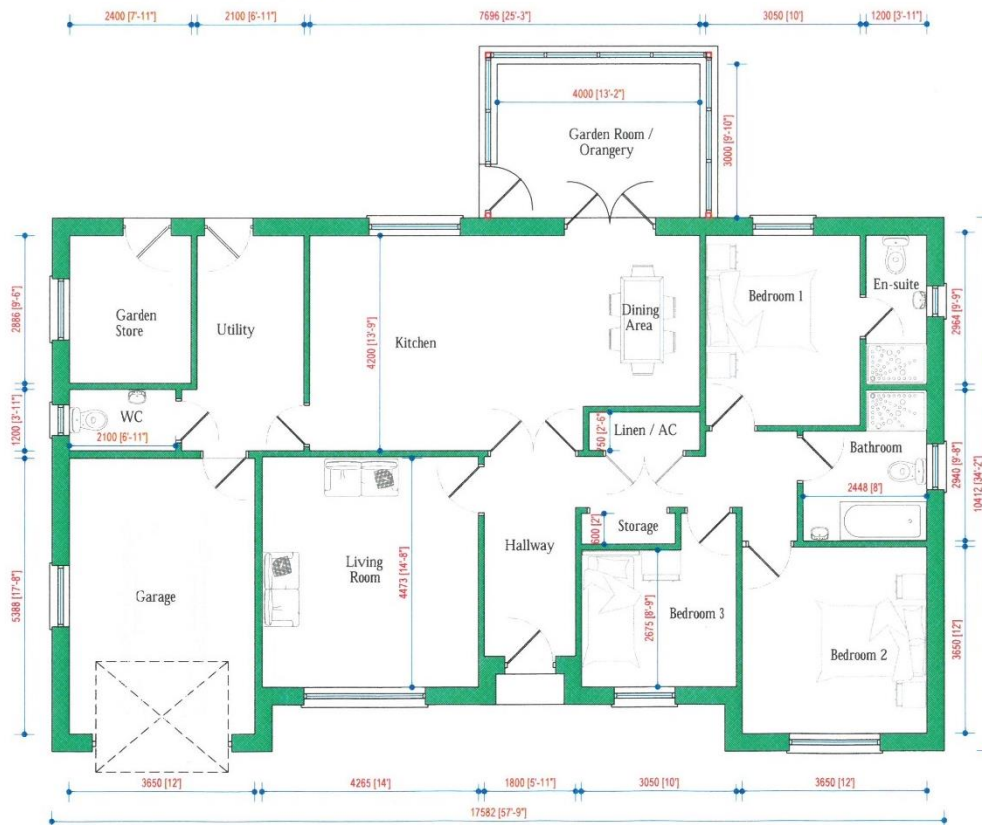 2400 [7'-11"]
2100 [6'-11"]
7696 [25'-3"]
3050 [10']
1200 [3'-11"]
4000 [13'-2"]
Garden Room /
Orangery
3000 [9'-10"]
2886 [9'-6"]
Garden
Store
Utility
4200 [13'-9"]
Kitchen
Dining
Area
Bedroom 1
En-suite
2964 [9'-9"]
1200 [3'-11"]
WC
2100 [6'-11"]
750 [2'-6"]
Linen / AC
Bathroom
2448 [8']
2940 [9'-8"]
10412 [34'-2"]
5388 [17'-8"]
Garage
Living
Room
4473 [14'-8"]
Hallway
600 [2']
Storage
2675 [8'-9"]
Bedroom 3
Bedroom 2
3650 [12']
3650 [12']
4265 [14']
1800 [5'-11"]
3050 [10']
3650 [12']
17582 [57'-9"]